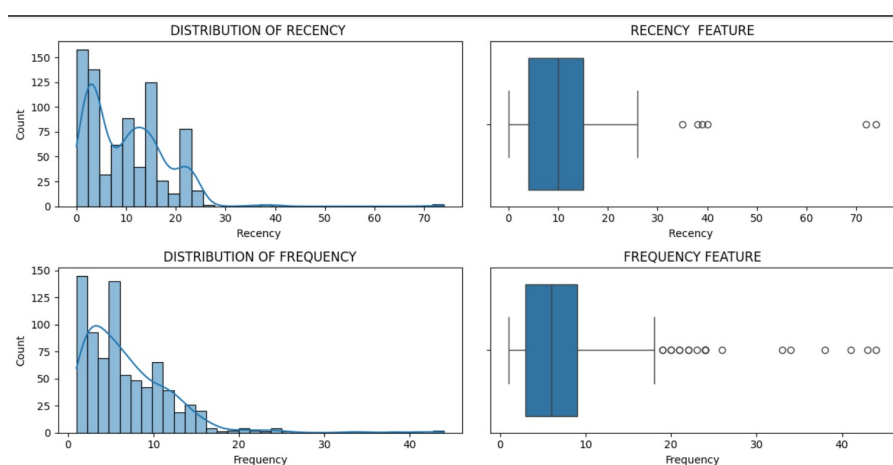 DISTRIBUTION OF RECENCY
150
125
100
75
50
25
0
Count
0 10 20 30 40 50 60 70
Recency
RECENCY  FEATURE
0 10 20 30 40 50 60 70
Recency
DISTRIBUTION OF FREQUENCY
150
125
100
75
50
25
0
Count
0 10 20 30 40
Frequency
FREQUENCY FEATURE
0 10 20 30 40
Frequency